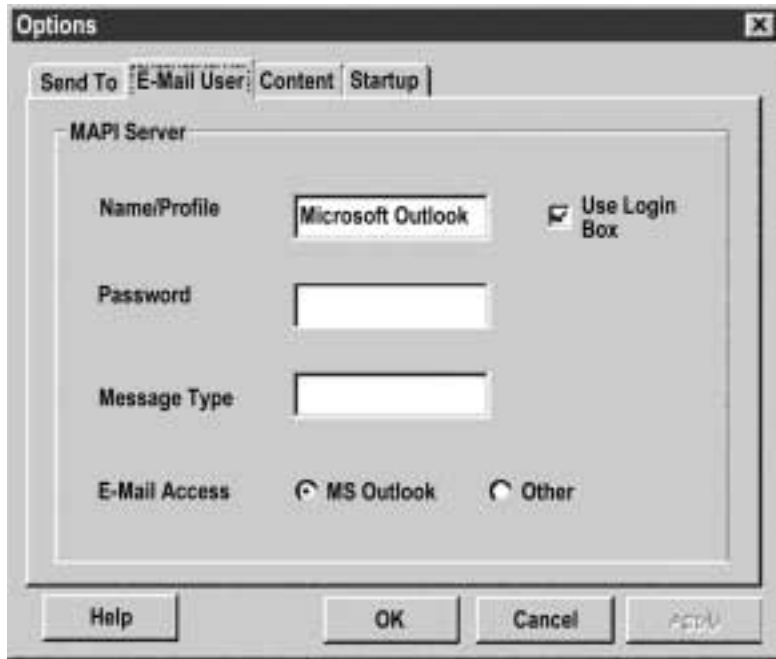 Options
Send To E-Mail User Content Startup
MAPI Server
Name/Profile Microsoft Outlook Use Login
Box
Password
Message Type
E-Mail Access MS Outlook Other
Help OK Cancel Apply